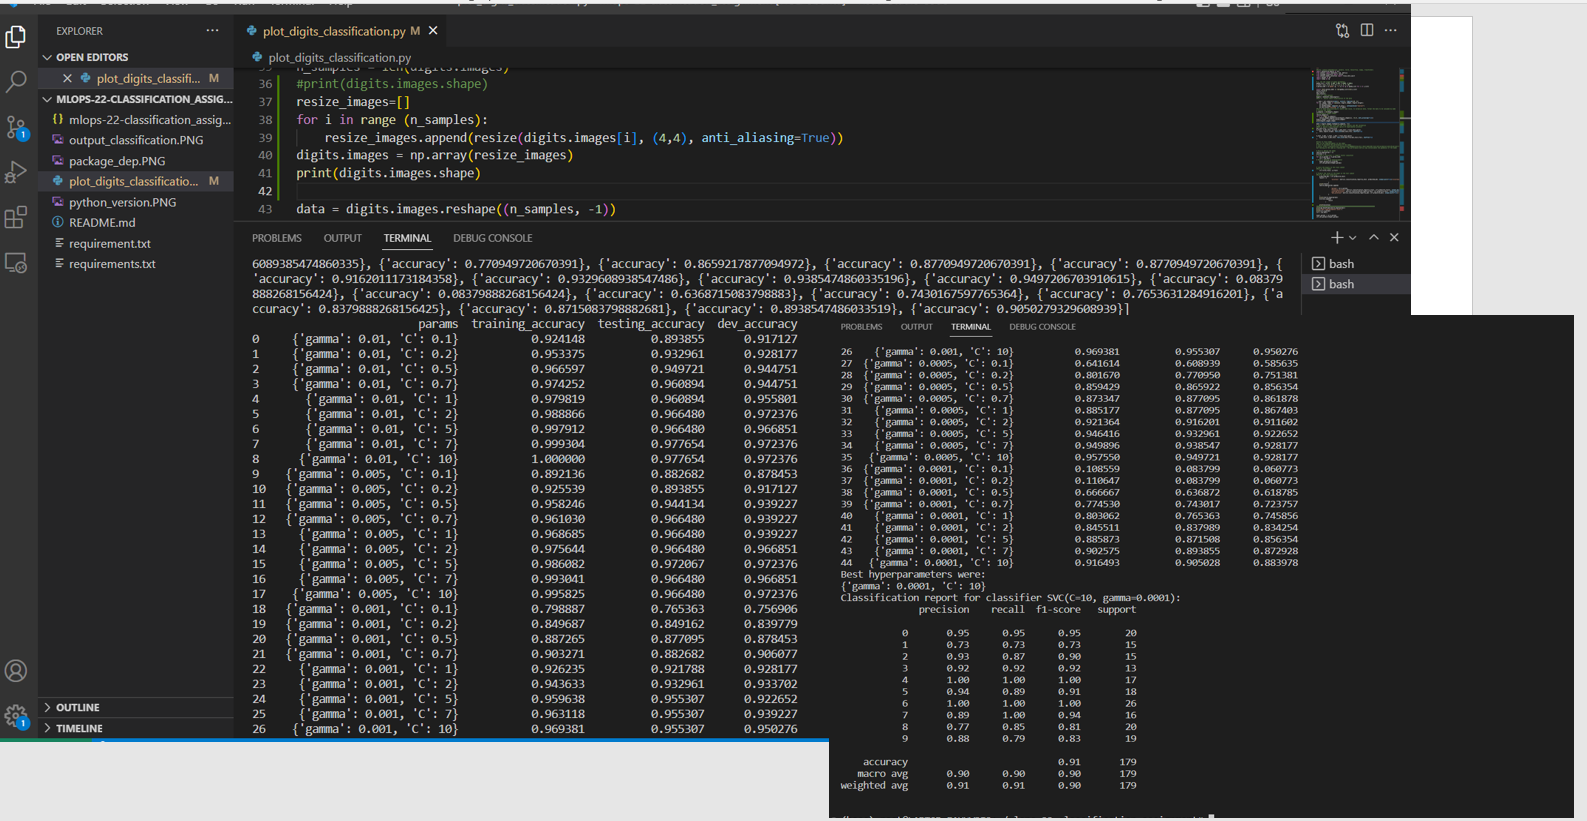 EXPLORER
OPEN EDITORS
plot_digits_classifi... M
MLOPS-22-CLASSIFICATION_ASSIG...
{} mlops-22-classification_assig...
output_classification.PNG
package_dep.PNG
plot_digits_classificatio... M
python_version.PNG
README.md
requirement.txt
requirements.txt
OUTLINE
TIMELINE
1
1
plot_digits_classification.py M
plot_digits_classification.py
35 n_samples = len(digits.images)
36 #print(digits.images.shape)
37 resize_images=[]
38 for i in range (n_samples):
39 resize_images.append(resize(digits.images[i], (4,4), anti_aliasing=True))
40 digits.images = np.array(resize_images)
41 print(digits.images.shape)
42
43 data = digits.images.reshape((n_samples, -1))
PROBLEMS OUTPUT TERMINAL DEBUG CONSOLE
bash
bash
6089385474860335}, {'accuracy': 0.770949720670391}, {'accuracy': 0.8659217877094972}, {'accuracy': 0.8770949720670391}, {'accuracy': 0.8770949720670391}, {
'accuracy': 0.9162011173184358}, {'accuracy': 0.9329608938547486}, {'accuracy': 0.9385474860335196}, {'accuracy': 0.9497206703910615}, {'accuracy': 0.08379
888268156424}, {'accuracy': 0.08379888268156424}, {'accuracy': 0.6368715083798883}, {'accuracy': 0.7430167597765364}, {'accuracy': 0.7653631284916201}, {'a
ccuracy': 0.8379888268156425}, {'accuracy': 0.8715083798882681}, {'accuracy': 0.8938547486033519}, {'accuracy': 0.9050279329608939}]
params training_accuracy testing_accuracy dev_accuracy
0 {'gamma': 0.01, 'C': 0.1} 0.924148 0.893855 0.917127
1 {'gamma': 0.01, 'C': 0.2} 0.953375 0.932961 0.928177
2 {'gamma': 0.01, 'C': 0.5} 0.966597 0.949721 0.944751
3 {'gamma': 0.01, 'C': 0.7} 0.974252 0.960894 0.944751
4 {'gamma': 0.01, 'C': 1} 0.979819 0.960894 0.955801
5 {'gamma': 0.01, 'C': 2} 0.988866 0.966480 0.972376
6 {'gamma': 0.01, 'C': 5} 0.997912 0.966480 0.966851
7 {'gamma': 0.01, 'C': 7} 0.999304 0.977654 0.972376
8 {'gamma': 0.01, 'C': 10} 1.000000 0.977654 0.972376
9 {'gamma': 0.005, 'C': 0.1} 0.892136 0.882682 0.878453
10 {'gamma': 0.005, 'C': 0.2} 0.925539 0.893855 0.917127
11 {'gamma': 0.005, 'C': 0.5} 0.958246 0.944134 0.939227
12 {'gamma': 0.005, 'C': 0.7} 0.961030 0.966480 0.939227
13 {'gamma': 0.005, 'C': 1} 0.968685 0.966480 0.939227
14 {'gamma': 0.005, 'C': 2} 0.975644 0.966480 0.966851
15 {'gamma': 0.005, 'C': 5} 0.986082 0.972067 0.972376
16 {'gamma': 0.005, 'C': 7} 0.993041 0.966480 0.966851
17 {'gamma': 0.005, 'C': 10} 0.995825 0.966480 0.972376
18 {'gamma': 0.001, 'C': 0.1} 0.798887 0.765363 0.756906
19 {'gamma': 0.001, 'C': 0.2} 0.849687 0.849162 0.839779
20 {'gamma': 0.001, 'C': 0.5} 0.887265 0.877095 0.878453
21 {'gamma': 0.001, 'C': 0.7} 0.903271 0.882682 0.906077
22 {'gamma': 0.001, 'C': 1} 0.926235 0.921788 0.928177
23 {'gamma': 0.001, 'C': 2} 0.943633 0.932961 0.933702
24 {'gamma': 0.001, 'C': 5} 0.959638 0.955307 0.922652
25 {'gamma': 0.001, 'C': 7} 0.963118 0.955307 0.939227
26 {'gamma': 0.001, 'C': 10} 0.969381 0.955307 0.950276
PROBLEMS OUTPUT TERMINAL DEBUG CONSOLE
26 {'gamma': 0.001, 'C': 10} 0.969381 0.955307 0.950276
27 {'gamma': 0.0005, 'C': 0.1} 0.641614 0.608939 0.585635
28 {'gamma': 0.0005, 'C': 0.2} 0.801670 0.770950 0.751381
29 {'gamma': 0.0005, 'C': 0.5} 0.859429 0.865922 0.856354
30 {'gamma': 0.0005, 'C': 0.7} 0.873347 0.877095 0.861878
31 {'gamma': 0.0005, 'C': 1} 0.885177 0.877095 0.867403
32 {'gamma': 0.0005, 'C': 2} 0.921364 0.916201 0.911602
33 {'gamma': 0.0005, 'C': 5} 0.946416 0.932961 0.922652
34 {'gamma': 0.0005, 'C': 7} 0.949896 0.938547 0.928177
35 {'gamma': 0.0005, 'C': 10} 0.957550 0.949721 0.928177
36 {'gamma': 0.0001, 'C': 0.1} 0.108559 0.083799 0.060773
37 {'gamma': 0.0001, 'C': 0.2} 0.110647 0.083799 0.060773
38 {'gamma': 0.0001, 'C': 0.5} 0.666667 0.636872 0.618785
39 {'gamma': 0.0001, 'C': 0.7} 0.774530 0.743017 0.723757
40 {'gamma': 0.0001, 'C': 1} 0.803062 0.765363 0.745856
41 {'gamma': 0.0001, 'C': 2} 0.845511 0.837989 0.834254
42 {'gamma': 0.0001, 'C': 5} 0.885873 0.871508 0.856354
43 {'gamma': 0.0001, 'C': 7} 0.902575 0.893855 0.872928
44 {'gamma': 0.0001, 'C': 10} 0.916493 0.905028 0.883978
Best hyperparameters were:
{'gamma': 0.0001, 'C': 10}
Classification report for classifier SVC(C=10, gamma=0.0001):
precision recall f1-score support
0 0.95 0.95 0.95 20
1 0.73 0.73 0.73 15
2 0.93 0.87 0.90 15
3 0.92 0.92 0.92 13
4 1.00 1.00 1.00 17
5 0.94 0.89 0.91 18
6 1.00 1.00 1.00 26
7 0.89 1.00 0.94 16
8 0.77 0.85 0.81 20
9 0.88 0.79 0.83 19
accuracy 0.91 179
macro avg 0.90 0.90 0.90 179
weighted avg 0.91 0.91 0.90 179